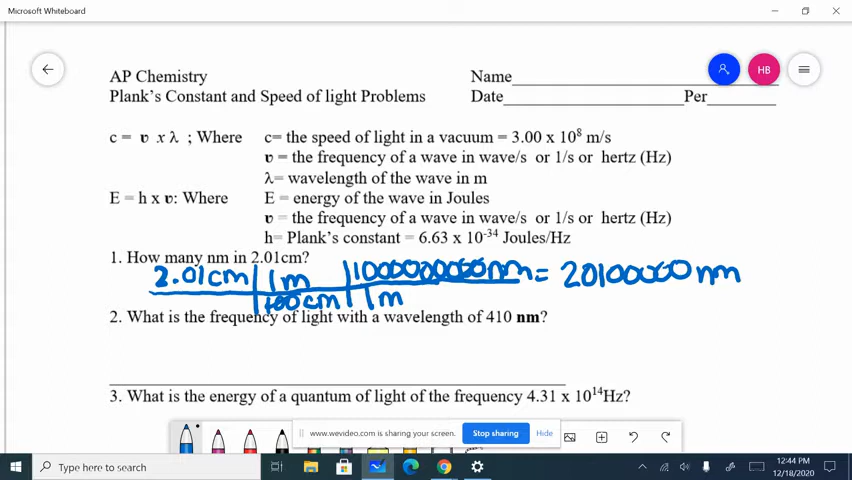 Microsoft Whiteboard
HB
AP Chemistry Name
Plank's Constant and Speed of light Problems Date Per
c = υ x λ ; Where c= the speed of light in a vacuum = 3.00 x 10⁸ m/s
υ = the frequency of a wave in wave/s or 1/s or hertz (Hz)
λ= wavelength of the wave in m
E = h x υ: Where E = energy of the wave in Joules
υ = the frequency of a wave in wave/s or 1/s or hertz (Hz)
h= Plank's constant = 6.63 x 10⁻³⁴ Joules/Hz
1. How many nm in 2.01cm?
2.01cm 1m 1000000000nm = 20100000nm
100cm 1m
2. What is the frequency of light with a wavelength of 410 nm?
3. What is the energy of a quantum of light of the frequency 4.31 x 10¹⁴Hz?
www.wevideo.com is sharing your screen. Stop sharing Hide
Type here to search
12:44 PM
12/18/2020